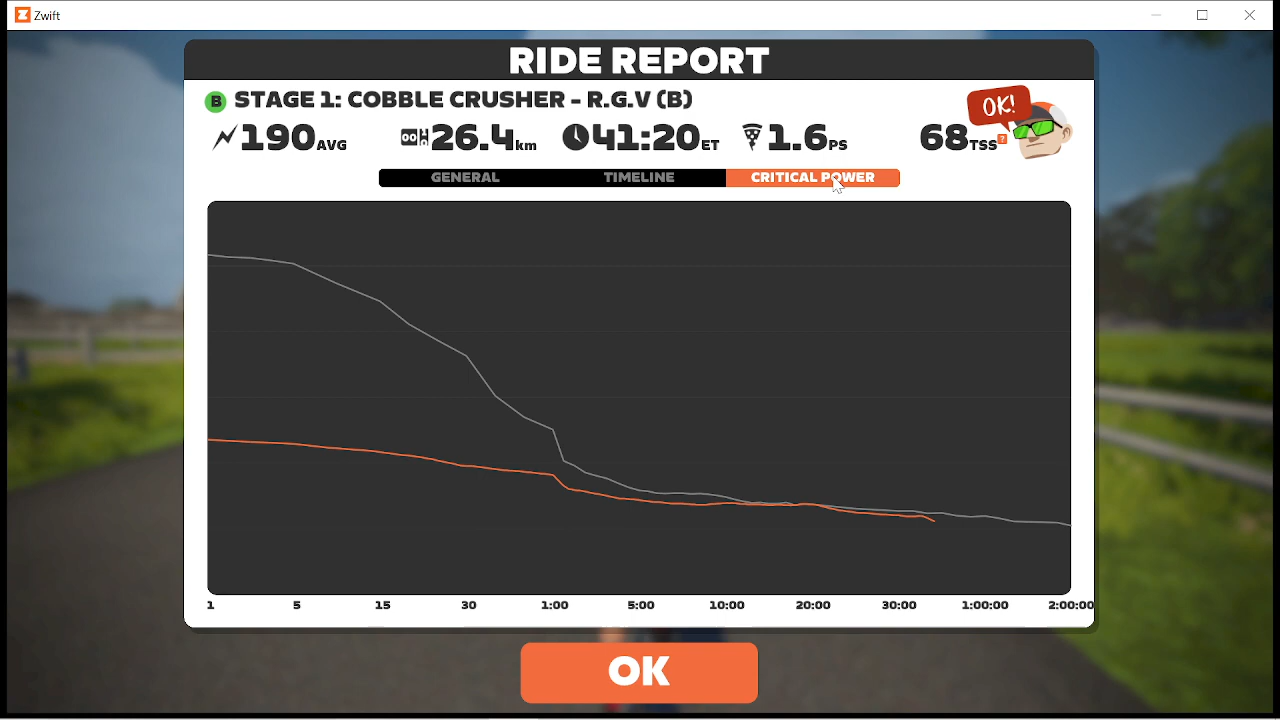 Zwift
RIDE REPORT
B STAGE 1: COBBLE CRUSHER - R.G.V (B)
190AVG 26.4km 41:20ET 1.6PS 68TSS?
OK!
GENERAL TIMELINE CRITICAL POWER
1 5 15 30 1:00 5:00 10:00 20:00 30:00 1:00:00 2:00:00
OK